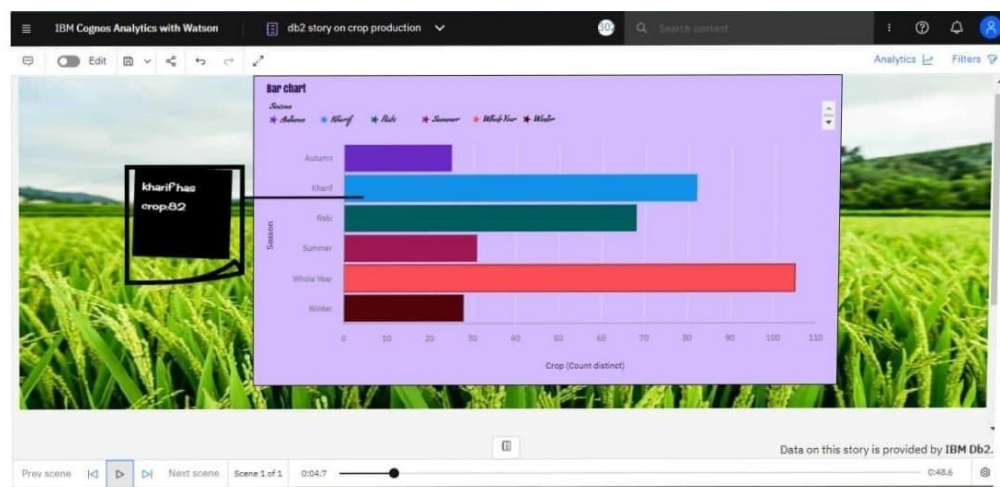 IBM Cognos Analytics with Watson
db2 story on crop production
Search content
Edit
Analytics
Filters
Bar chart
Season
Autumn Kharif Rabi Summer Whole Year Winter
kharif has
crop:82
Season
Autumn
Kharif
Rabi
Summer
Whole Year
Winter
0 10 20 30 40 50 60 70 80 90 100 110
Crop (Count distinct)
Data on this story is provided by IBM Db2.
Prev scene Next scene Scene 1 of 1 0:04.7 0:48.6